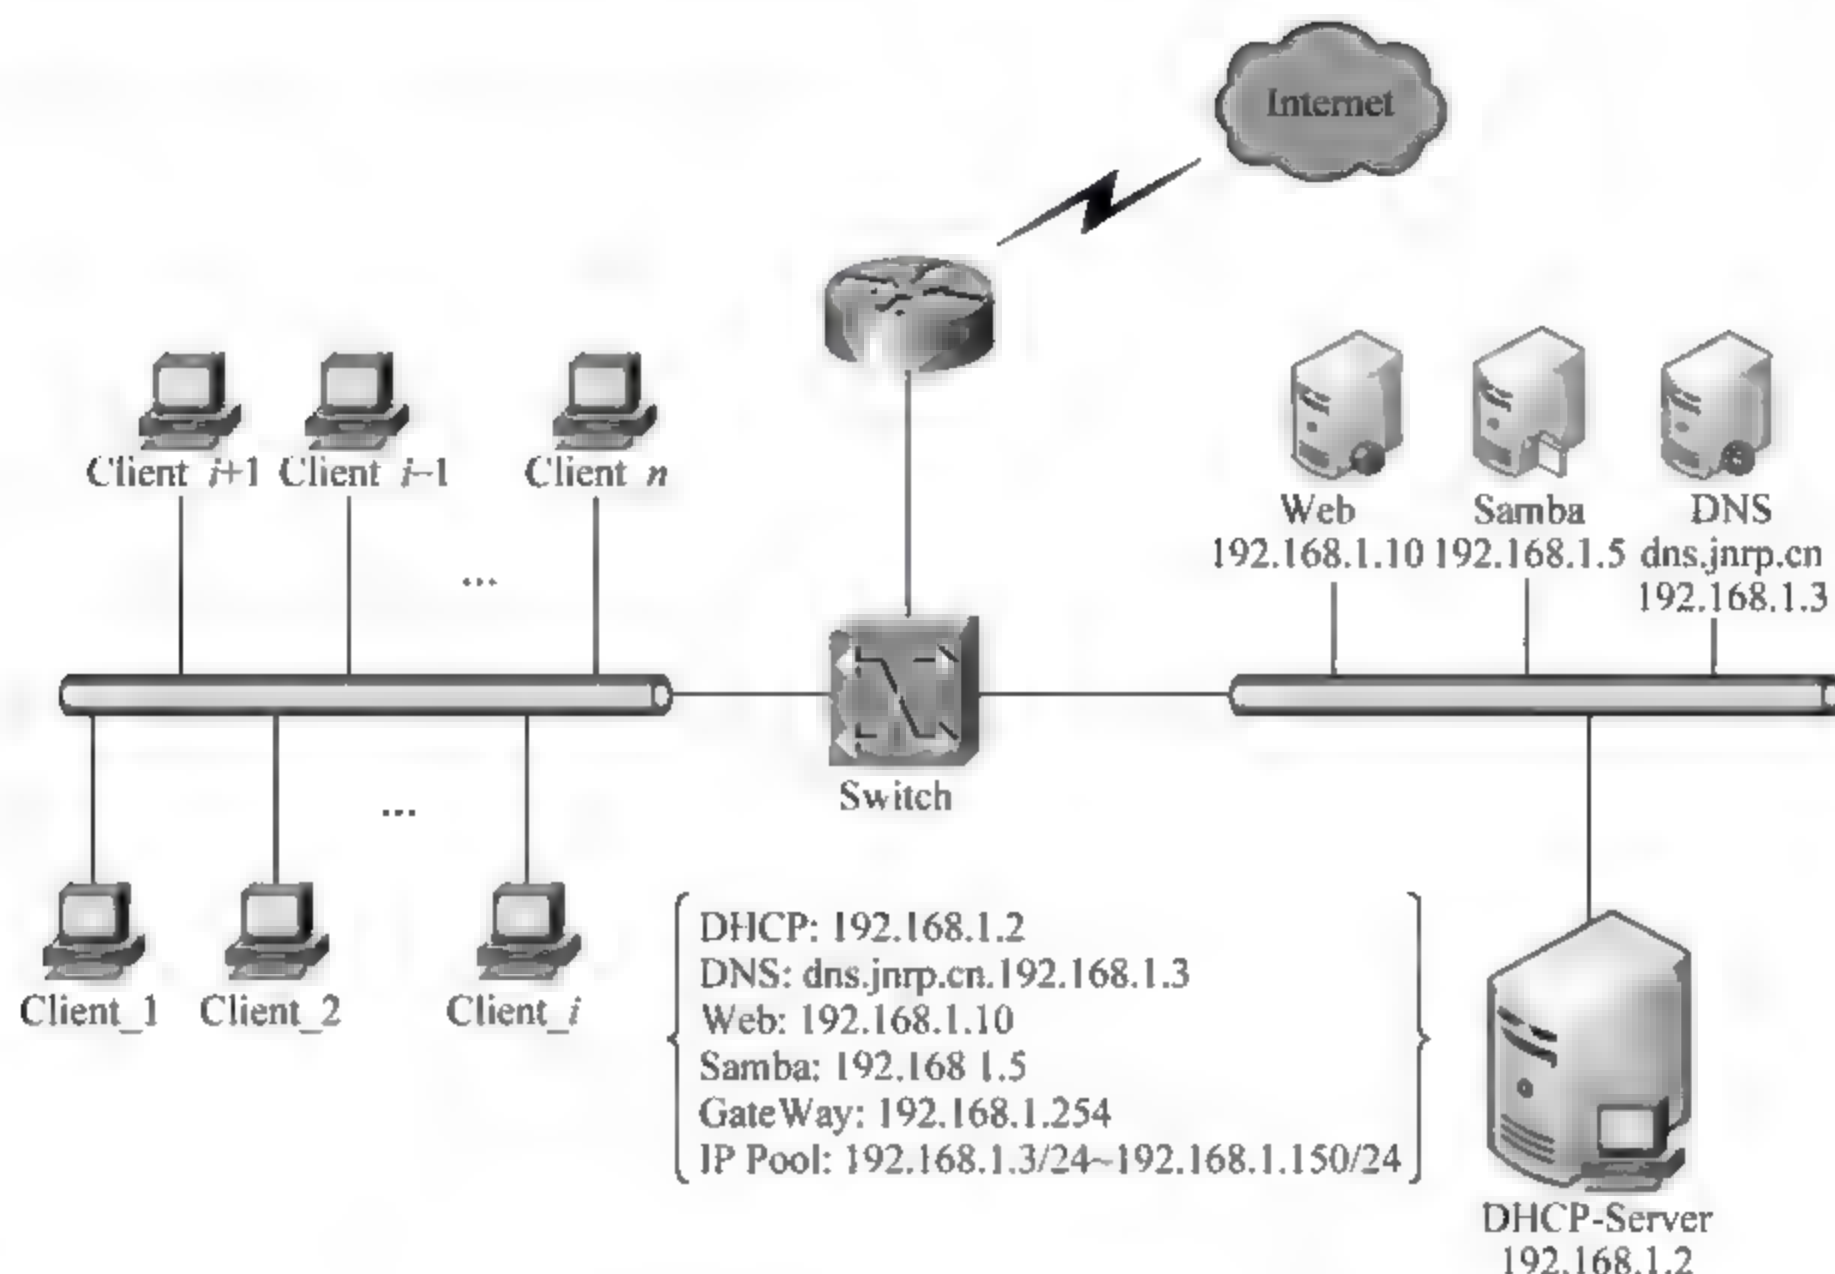 Internet
Client i+1 Client i–1 Client n
Web
192.168.1.10
Samba
192.168.1.5
DNS
dns.jnrp.cn
192.168.1.3
...
Switch
...
Client_1 Client_2 Client_i
DHCP: 192.168.1.2
DNS: dns.jnrp.cn.192.168.1.3
Web: 192.168.1.10
Samba: 192.168 1.5
GateWay: 192.168.1.254
IP Pool: 192.168.1.3/24~192.168.1.150/24
DHCP-Server
192.168.1.2